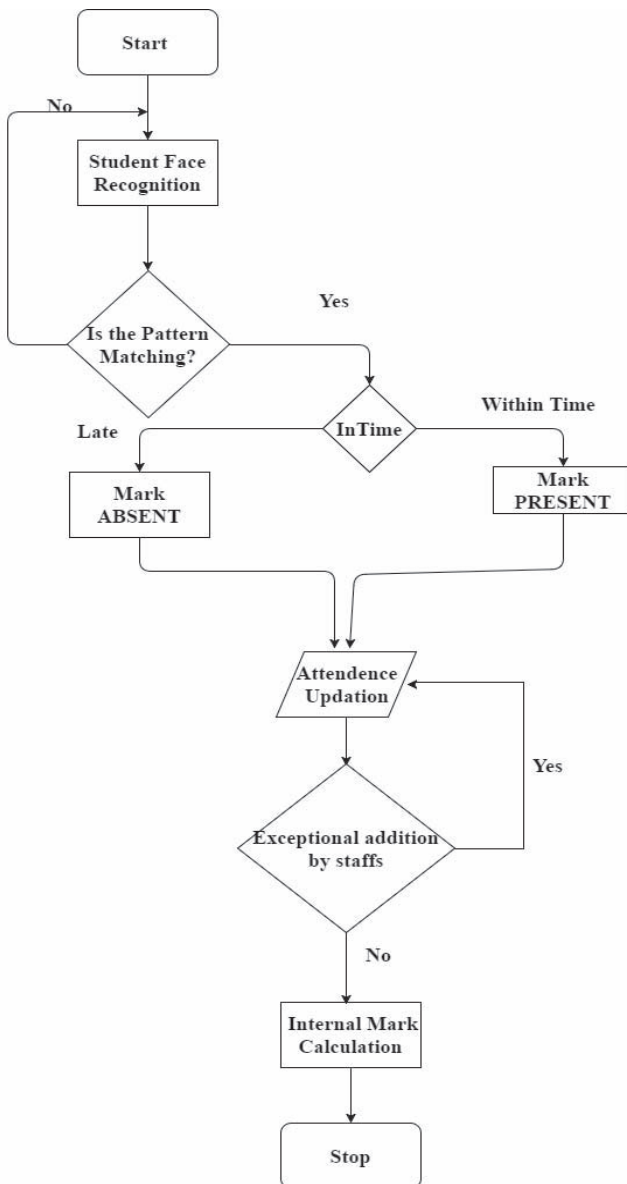 Start
No
Student Face
Recognition
Yes
Is the Pattern
Matching?
Within Time
Late
InTime
Mark
ABSENT
Mark
PRESENT
Attendence
Updation
Yes
Exceptional addition
by staffs
No
Internal Mark
Calculation
Stop